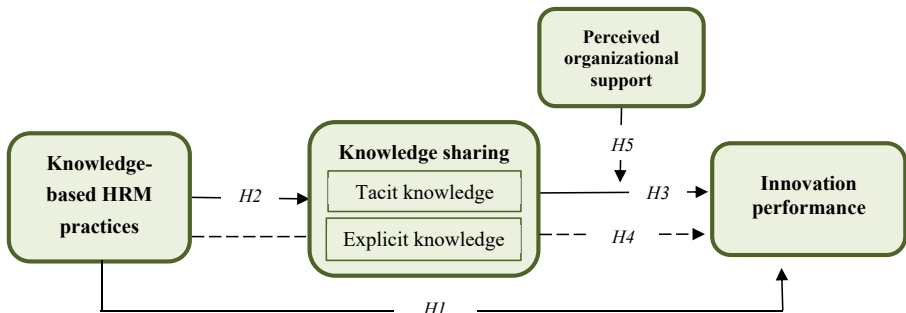 Perceived
organizational
support
H5
Knowledge-
based HRM
practices
H2
Knowledge sharing
Tacit knowledge
Explicit knowledge
H3
H4
Innovation
performance
H1